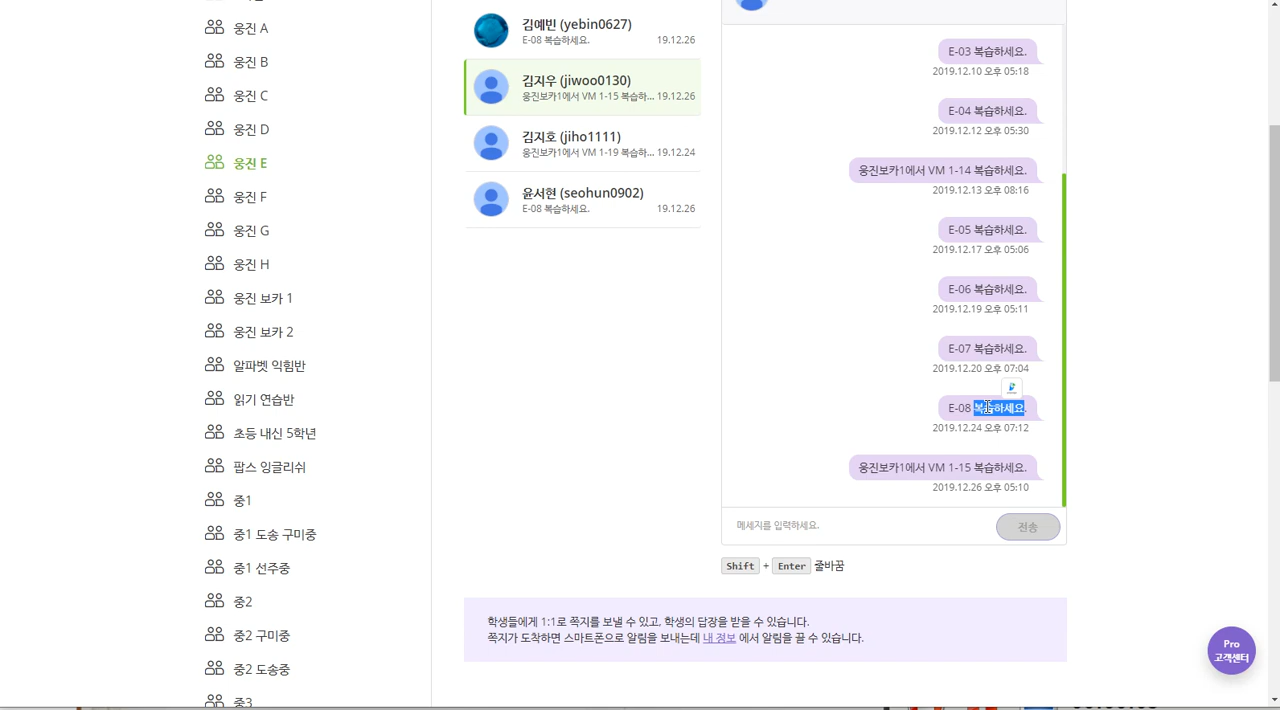 웅진 A
웅진 B
웅진 C
웅진 D
웅진 E
웅진 F
웅진 G
웅진 H
웅진 보카 1
웅진 보카 2
알파벳 익힘반
읽기 연습반
초등 내신 5학년
팝스 잉글리쉬
중1
중1 도송 구미중
중1 선주중
중2
중2 구미중
중2 도송중
중3
김예빈 (yebin0627)
E-08 복습하세요. 19.12.26
김지우 (jiwoo0130)
웅진보카1에서 VM 1-15 복습하... 19.12.26
김지호 (jiho1111)
웅진보카1에서 VM 1-19 복습하... 19.12.24
윤서현 (seohun0902)
E-08 복습하세요. 19.12.26
E-03 복습하세요.
2019.12.10 오후 05:18
E-04 복습하세요.
2019.12.12 오후 05:30
웅진보카1에서 VM 1-14 복습하세요.
2019.12.13 오후 08:16
E-05 복습하세요.
2019.12.17 오후 05:06
E-06 복습하세요.
2019.12.19 오후 05:11
E-07 복습하세요.
2019.12.20 오후 07:04
E-08 복습하세요.
2019.12.24 오후 07:12
웅진보카1에서 VM 1-15 복습하세요.
2019.12.26 오후 05:10
메세지를 입력하세요. 전송
Shift + Enter 줄바꿈
학생들에게 1:1로 쪽지를 보낼 수 있고, 학생의 답장을 받을 수 있습니다.
쪽지가 도착하면 스마트폰으로 알림을 보내는데 내 정보 에서 알림을 끌 수 있습니다.
Pro
고객센터